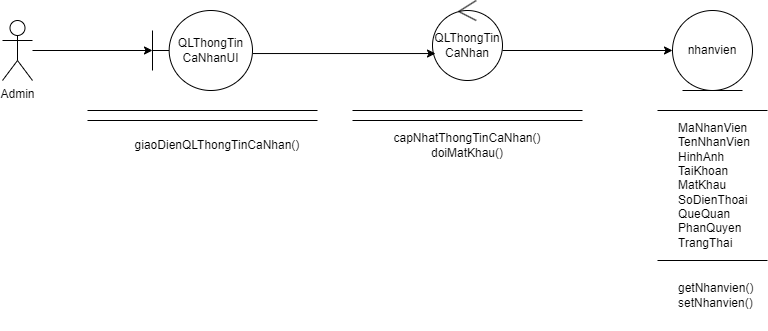 Admin
QLThongTin
CaNhanUI
QLThongTin
CaNhan
nhanvien
giaoDienQLThongTinCaNhan()
capNhatThongTinCaNhan()
doiMatKhau()
MaNhanVien
TenNhanVien
HinhAnh
TaiKhoan
MatKhau
SoDienThoai
QueQuan
PhanQuyen
TrangThai
getNhanvien()
setNhanvien()